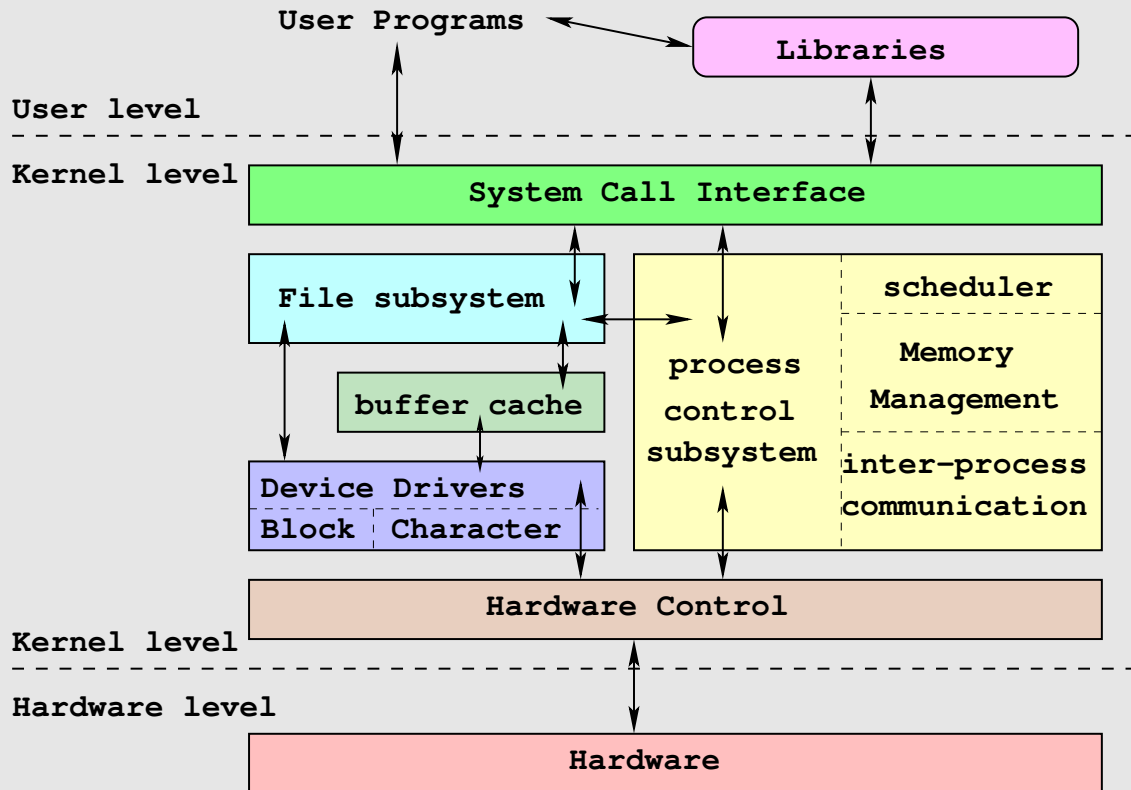 User Programs
Libraries
User level
Kernel level
System Call Interface
File subsystem
buffer cache
Device Drivers
Block
Character
process
control
subsystem
scheduler
Memory
Management
inter-process
communication
Hardware Control
Kernel level
Hardware level
Hardware